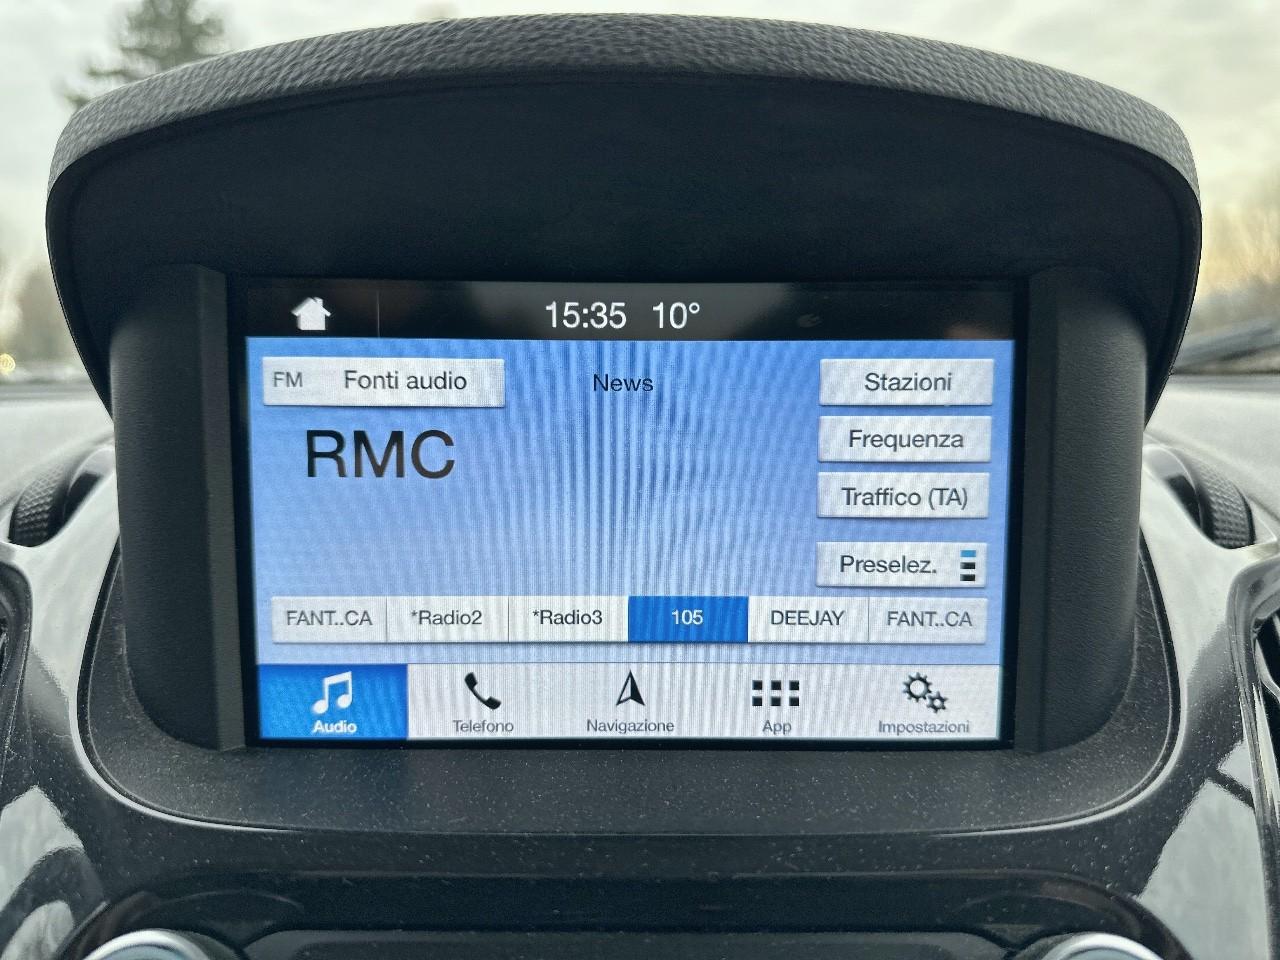 15:35 10°
FM Fonti audio
News
Stazioni
RMC
Frequenza
Traffico (TA)
Preselez.
FANT..CA *Radio2 *Radio3 105 DEEJAY FANT..CA
Audio Telefono Navigazione App Impostazioni